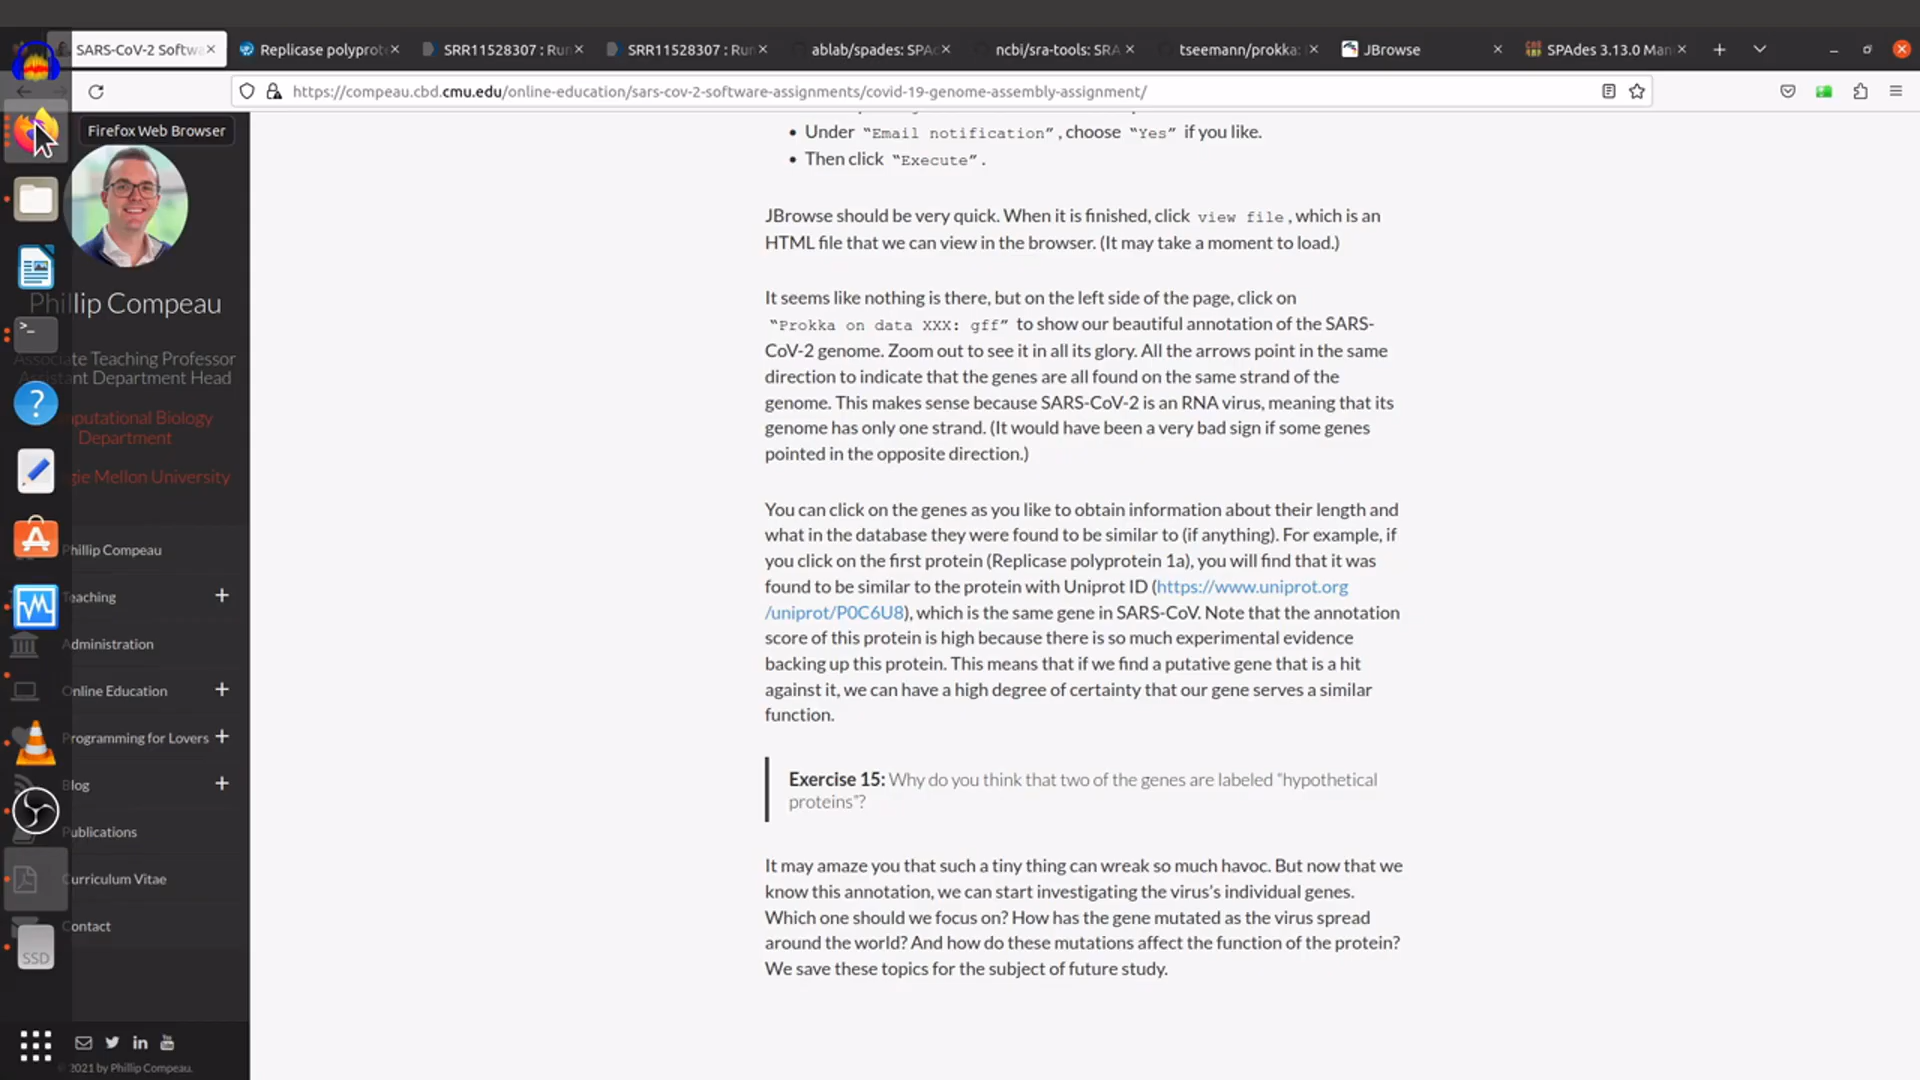 SARS-CoV-2 Softwa
Replicase polyprote
SRR11528307 : Run
SRR11528307 : Run
ablab/spades: SPA
ncbi/sra-tools: SRA
tseemann/prokka:
JBrowse
SPAdes 3.13.0 Man
https://compeau.cbd.cmu.edu/online-education/sars-cov-2-software-assignments/covid-19-genome-assembly-assignment/
Firefox Web Browser
Phillip Compeau
Associate Teaching Professor
Assistant Department Head
mputational Biology
Department
gie Mellon University
Phillip Compeau
Teaching
Administration
Online Education
Programming for Lovers
Blog
Publications
Curriculum Vitae
Contact
SSD
© 2021 by Phillip Compeau.
• Under “Email notification”, choose “Yes” if you like.
• Then click “Execute”.
JBrowse should be very quick. When it is finished, click view file, which is an
HTML file that we can view in the browser. (It may take a moment to load.)
It seems like nothing is there, but on the left side of the page, click on
“Prokka on data XXX: gff” to show our beautiful annotation of the SARS-
CoV-2 genome. Zoom out to see it in all its glory. All the arrows point in the same
direction to indicate that the genes are all found on the same strand of the
genome. This makes sense because SARS-CoV-2 is an RNA virus, meaning that its
genome has only one strand. (It would have been a very bad sign if some genes
pointed in the opposite direction.)
You can click on the genes as you like to obtain information about their length and
what in the database they were found to be similar to (if anything). For example, if
you click on the first protein (Replicase polyprotein 1a), you will find that it was
found to be similar to the protein with Uniprot ID (https://www.uniprot.org
/uniprot/P0C6U8), which is the same gene in SARS-CoV. Note that the annotation
score of this protein is high because there is so much experimental evidence
backing up this protein. This means that if we find a putative gene that is a hit
against it, we can have a high degree of certainty that our gene serves a similar
function.
Exercise 15: Why do you think that two of the genes are labeled “hypothetical
proteins”?
It may amaze you that such a tiny thing can wreak so much havoc. But now that we
know this annotation, we can start investigating the virus’s individual genes.
Which one should we focus on? How has the gene mutated as the virus spread
around the world? And how do these mutations affect the function of the protein?
We save these topics for the subject of future study.